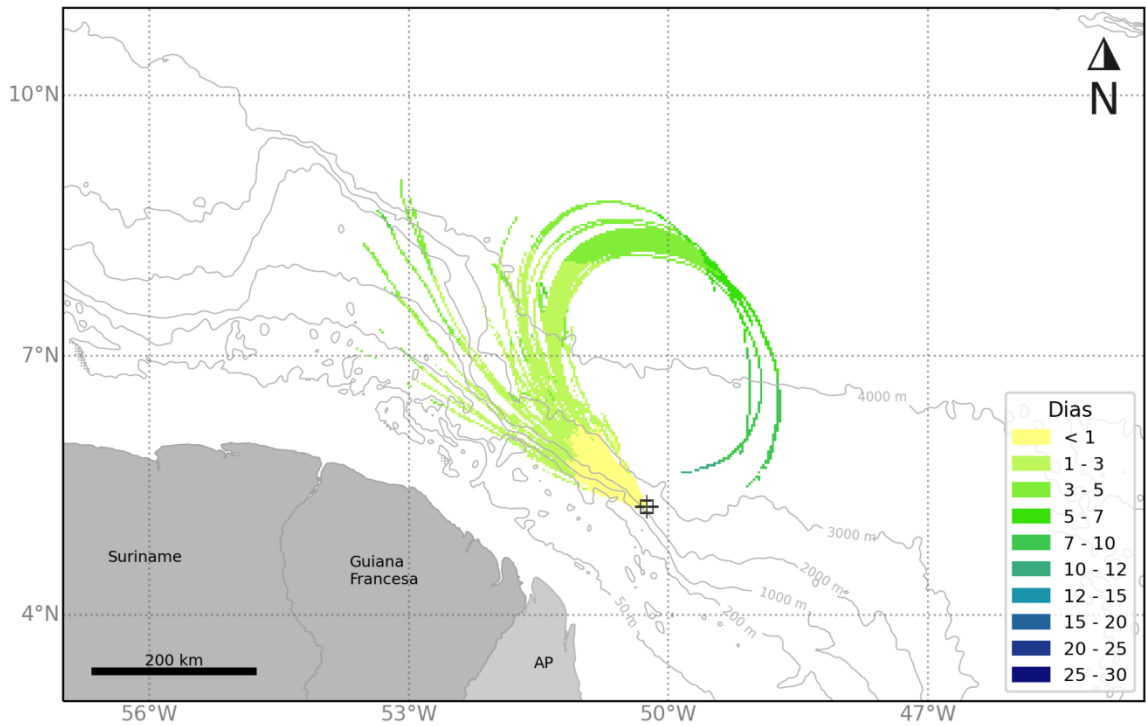 N
10°N
7°N
4°N
4000 m
3000 m
2000 m
1000 m
200 m
50 m
Dias
< 1
1 - 3
3 - 5
5 - 7
7 - 10
10 - 12
12 - 15
15 - 20
20 - 25
25 - 30
Suriname
Guiana
Francesa
AP
200 km
56°W
53°W
50°W
47°W